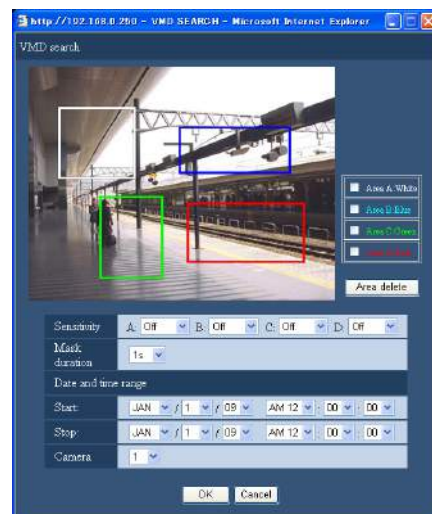 http://192.168.0.250 - VMD SEARCH - Microsoft Internet Explorer
VMD search
Area A:White
Area B:Blue
Area C:Green
Area delete
Sensitivity A: Off B: Off C: Off D: Off
Mark duration 1s
Date and time range
Start: JAN / 1 / 09 AM 12 : 00 : 00
Stop: JAN / 1 / 09 AM 12 : 00 : 00
Camera 1
OK Cancel